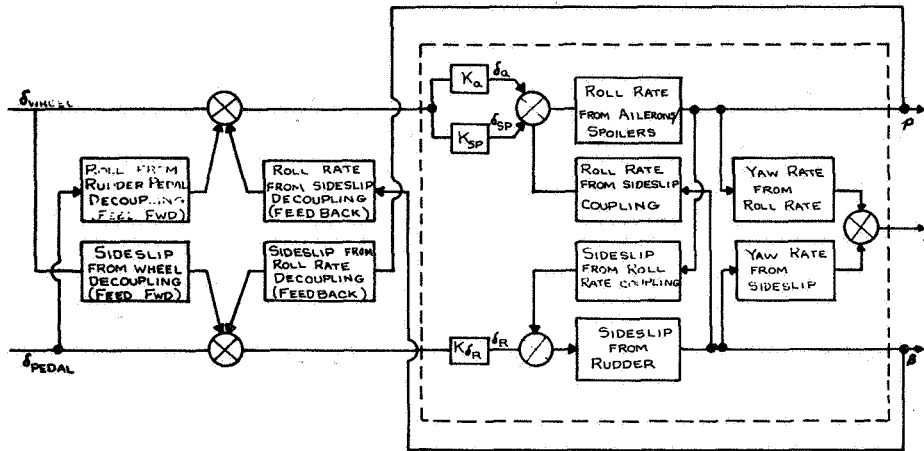 δWHEEL
ROLL FROM
RUDDER PEDAL
DECOUPLING
(FEED FWD)
ROLL RATE
FROM SIDESLIP
DECOUPLING
(FEEDBACK)
SIDESLIP
FROM WHEEL
DECOUPLING
(FEED FWD)
SIDESLIP FROM
ROLL RATE
DECOUPLING
(FEEDBACK)
δPEDAL
Ka
δa
KSP
δSP
ROLL RATE
FROM AILERONS/
SPOILERS
ROLL RATE
FROM SIDESLIP
COUPLING
SIDESLIP
FROM ROLL
RATE COUPLING
KδR
δR
SIDESLIP
FROM
RUDDER
YAW RATE
FROM
ROLL RATE
YAW RATE
FROM
SIDESLIP
P
β